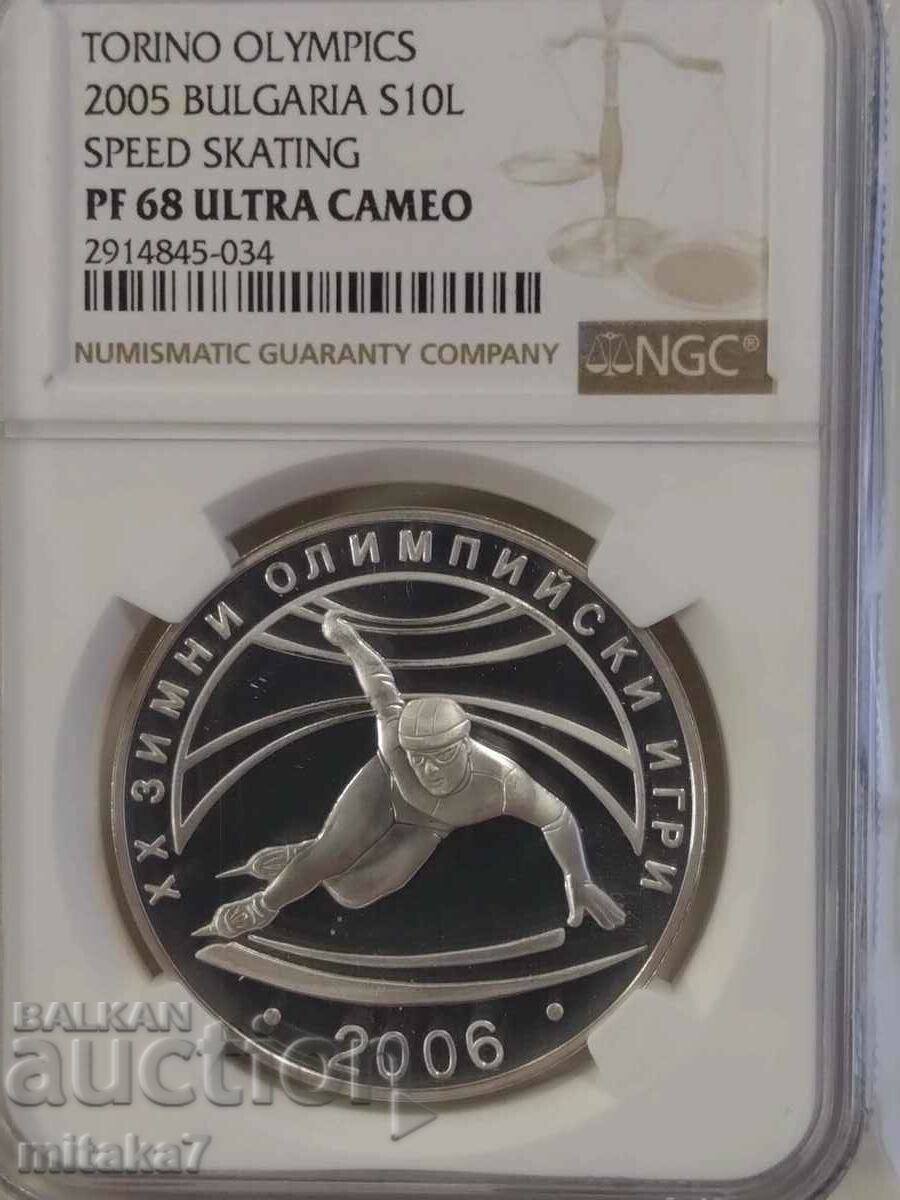 TORINO OLYMPICS
2005 BULGARIA S10L
SPEED SKATING
PF 68 ULTRA CAMEO
2914845-034
NUMISMATIC GUARANTY COMPANY
NGC®
XX ЗИМНИ ОЛИМПИЙСКИ ИГРИ
· 2006 ·
BALKAN
auction
mitaka7